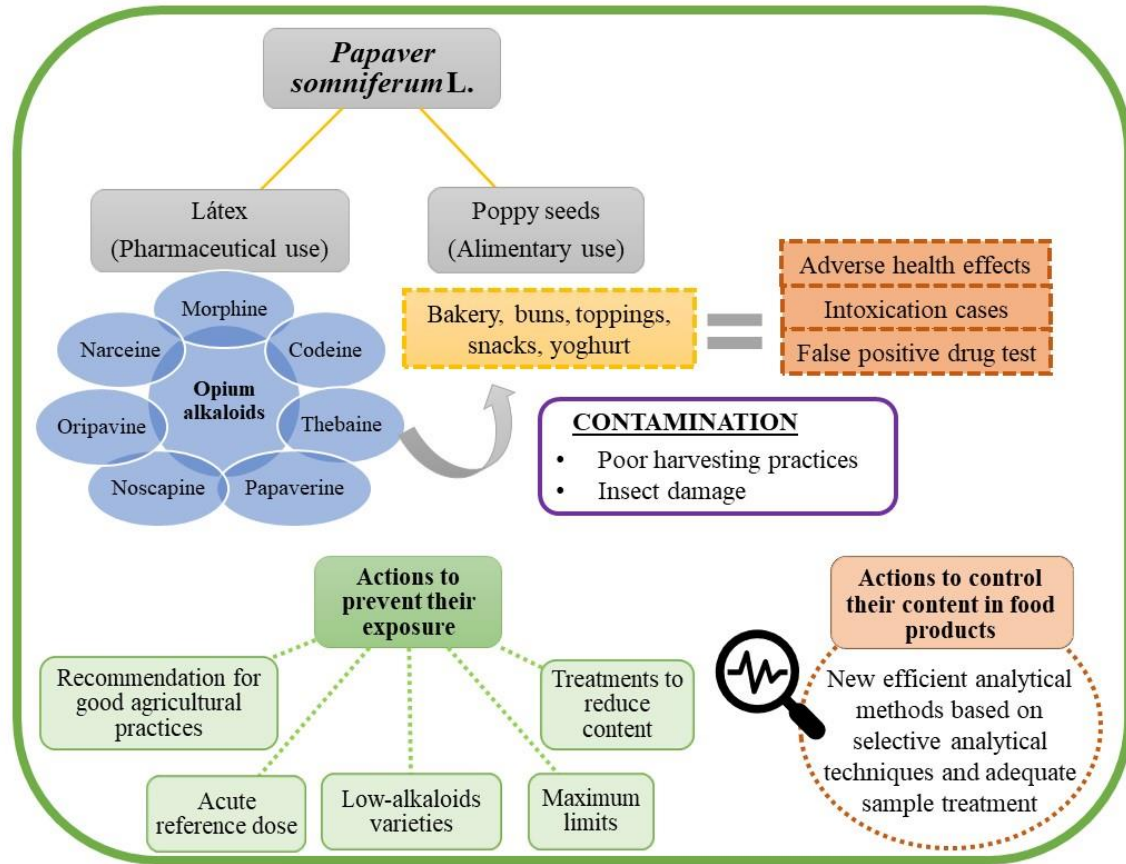 Papaver
somniferum L.
Látex
(Pharmaceutical use)
Poppy seeds
(Alimentary use)
Morphine
Narceine
Codeine
Opium
alkaloids
Oripavine
Thebaine
Noscapine
Papaverine
Bakery, buns, toppings,
snacks, yoghurt
Adverse health effects
Intoxication cases
False positive drug test
CONTAMINATION
• Poor harvesting practices
• Insect damage
Actions to
prevent their
exposure
Recommendation for
good agricultural
practices
Acute
reference dose
Low-alkaloids
varieties
Maximum
limits
Treatments to
reduce
content
Actions to control
their content in food
products
New efficient analytical
methods based on
selective analytical
techniques and adequate
sample treatment